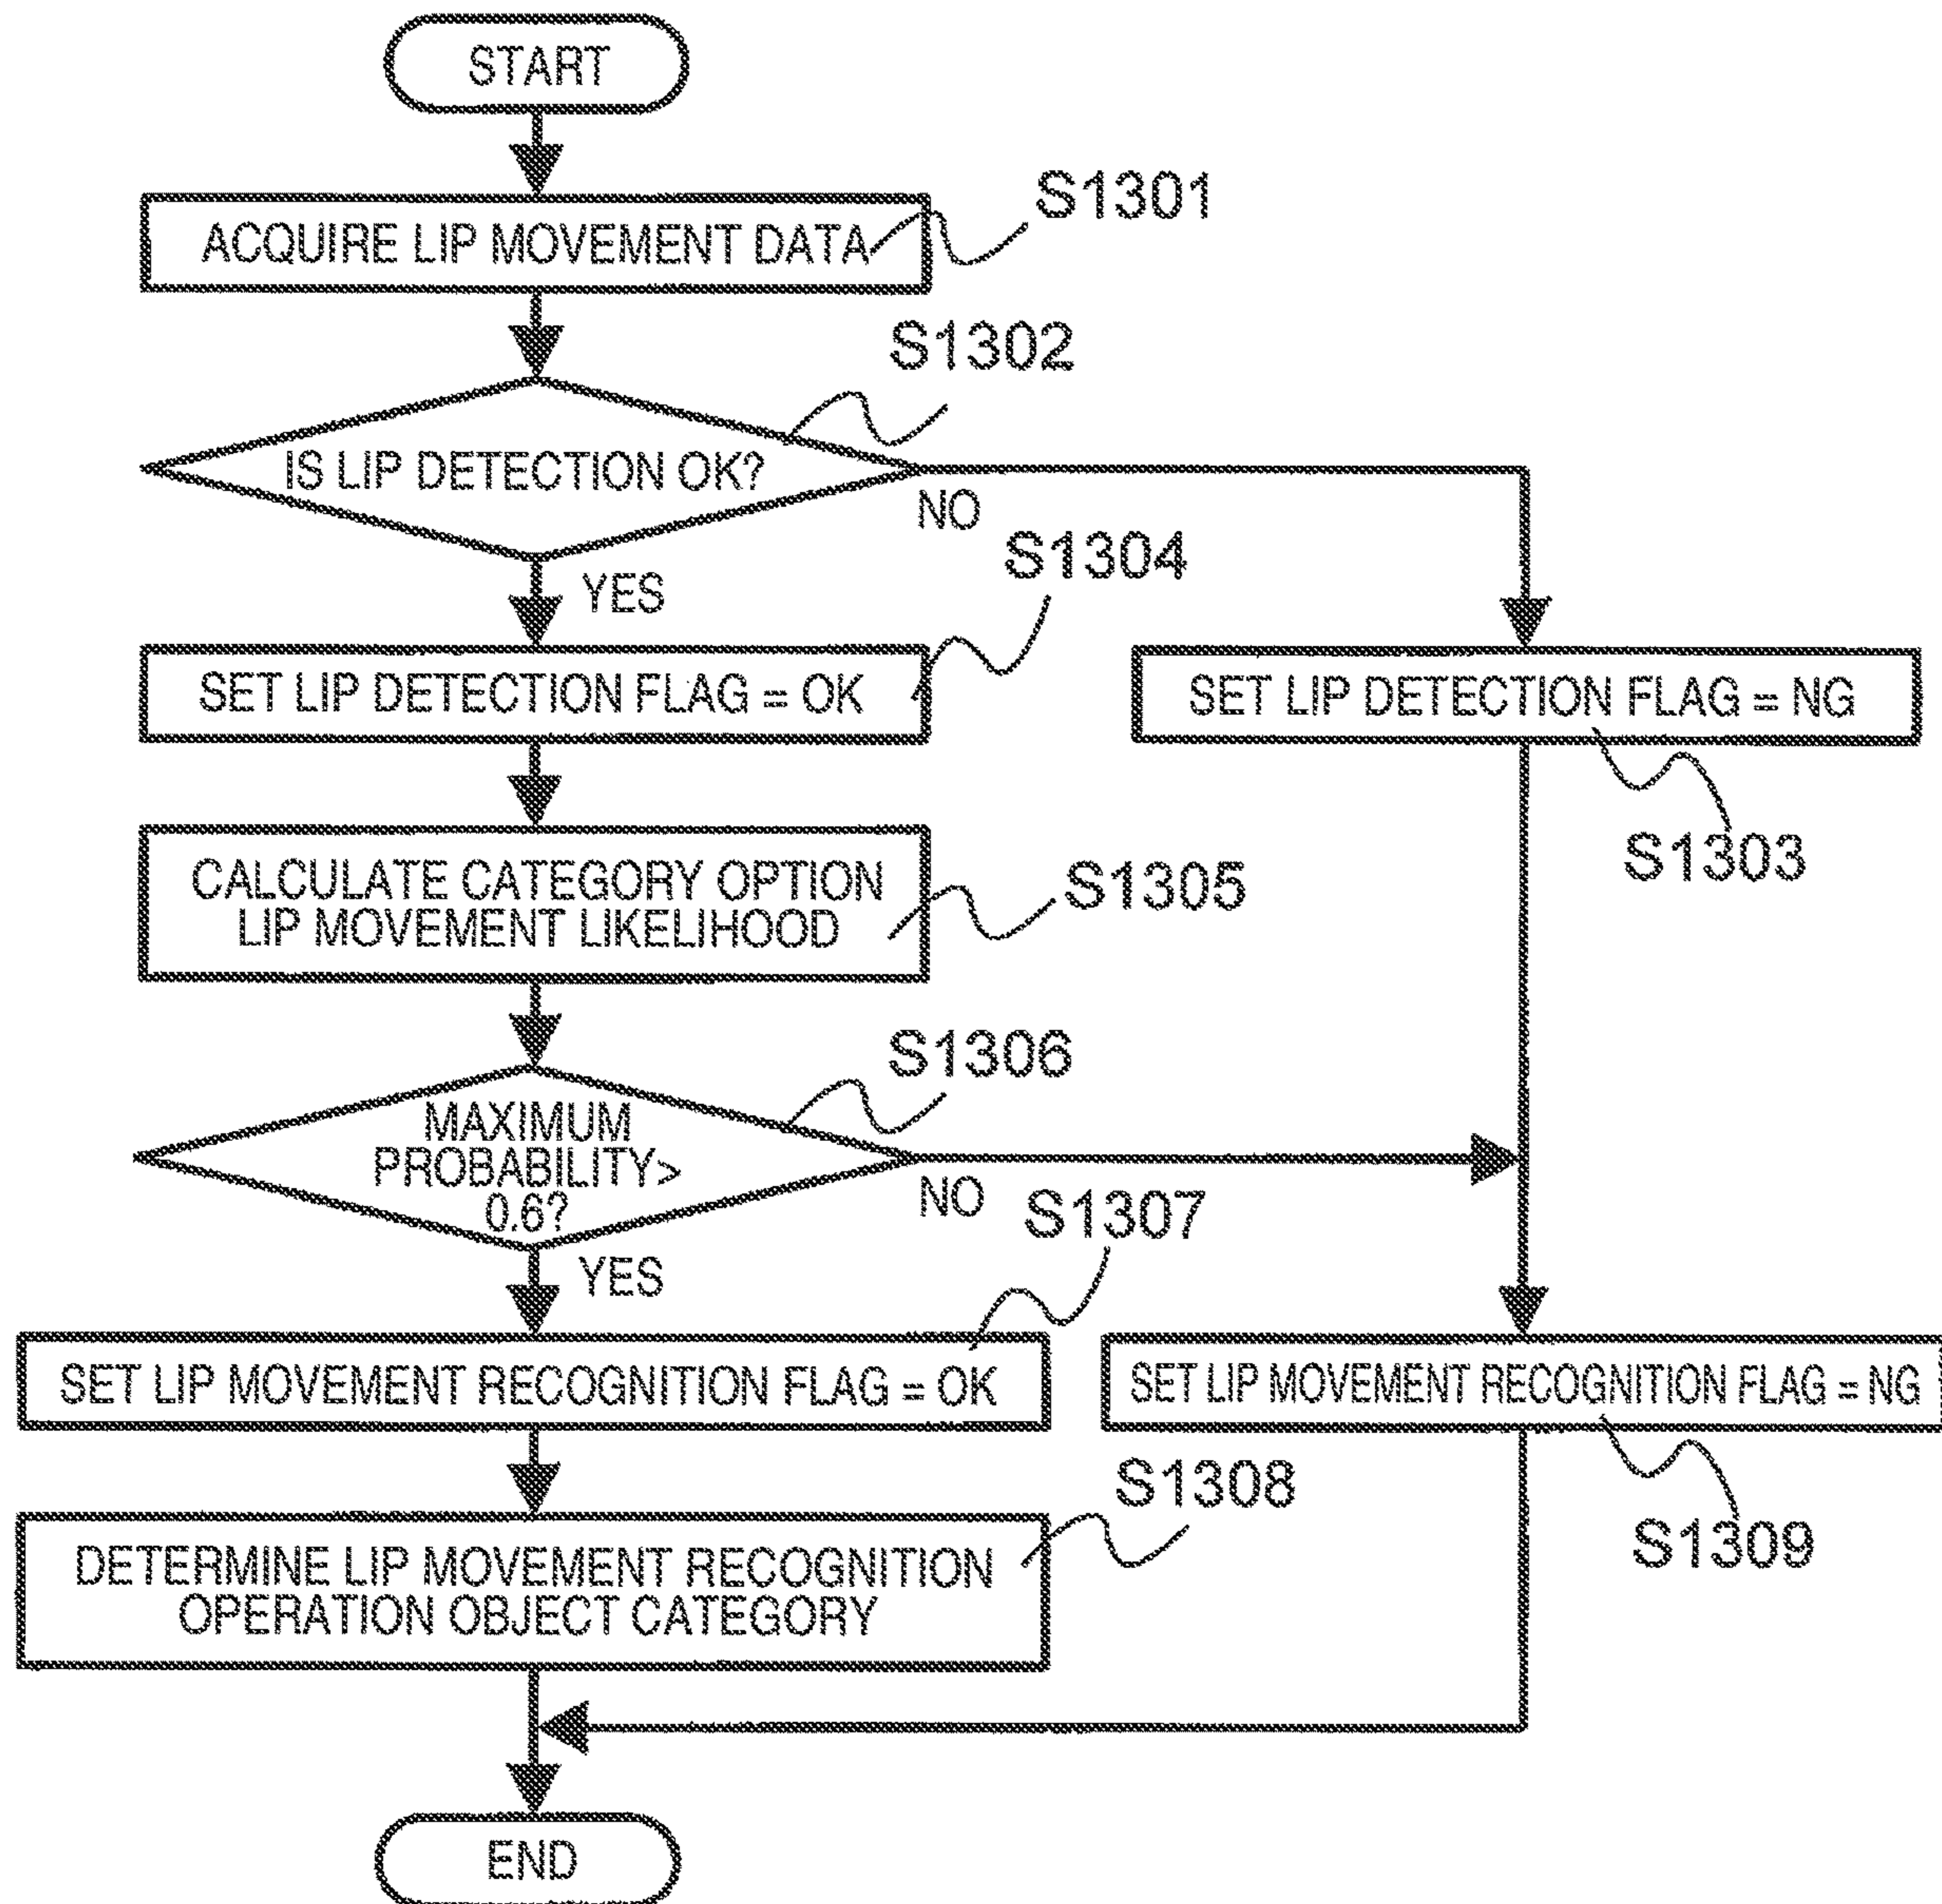 START
ACQUIRE LIP MOVEMENT DATA
S1301
S1302
IS LIP DETECTION OK?
NO
YES
S1304
SET LIP DETECTION FLAG = OK
SET LIP DETECTION FLAG = NG
S1303
CALCULATE CATEGORY OPTION
LIP MOVEMENT LIKELIHOOD
S1305
S1306
MAXIMUM
PROBABILITY>
0.6?
NO
YES
S1307
SET LIP MOVEMENT RECOGNITION FLAG = OK
SET LIP MOVEMENT RECOGNITION FLAG = NG
S1308
S1309
DETERMINE LIP MOVEMENT RECOGNITION
OPERATION OBJECT CATEGORY
END